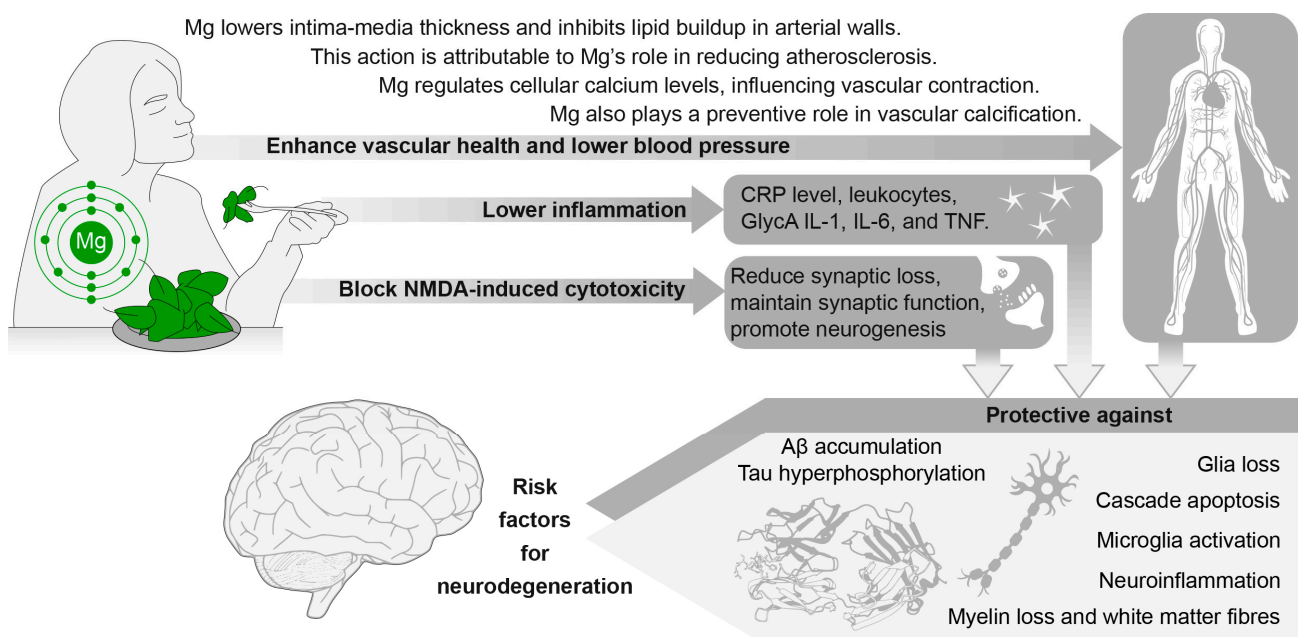 Mg lowers intima-media thickness and inhibits lipid buildup in arterial walls.
This action is attributable to Mg's role in reducing atherosclerosis.
Mg regulates cellular calcium levels, influencing vascular contraction.
Mg also plays a preventive role in vascular calcification.
Enhance vascular health and lower blood pressure
Mg
Lower inflammation
CRP level, leukocytes,
GlycA IL-1, IL-6, and TNF.
Block NMDA-induced cytotoxicity
Reduce synaptic loss,
maintain synaptic function,
promote neurogenesis
Protective against
Risk
factors
for
neurodegeneration
Aβ accumulation
Tau hyperphosphorylation
Glia loss
Cascade apoptosis
Microglia activation
Neuroinflammation
Myelin loss and white matter fibres